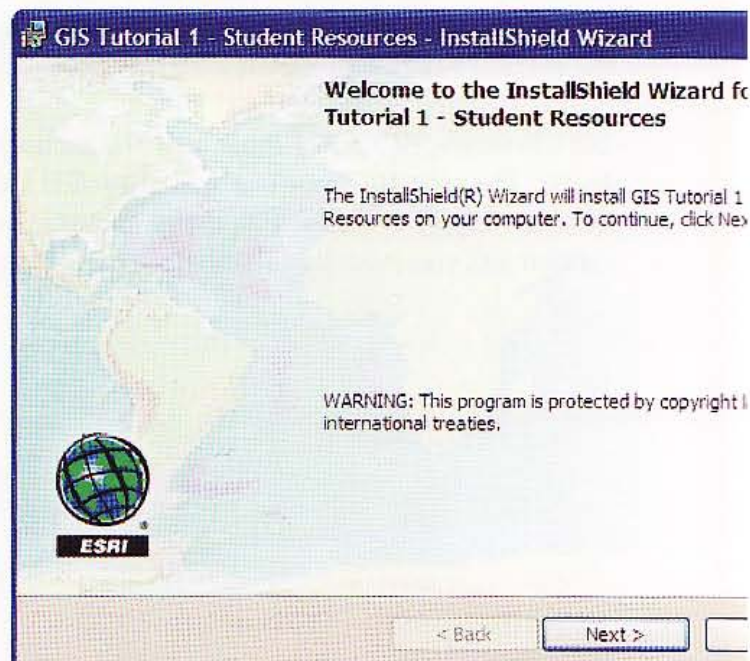 GIS Tutorial 1 - Student Resources - InstallShield Wizard
Welcome to the InstallShield Wizard fo
Tutorial 1 - Student Resources
The InstallShield(R) Wizard will install GIS Tutorial 1
Resources on your computer. To continue, click Nex
WARNING: This program is protected by copyright l
international treaties.
ESRI
®
< Back
Next >